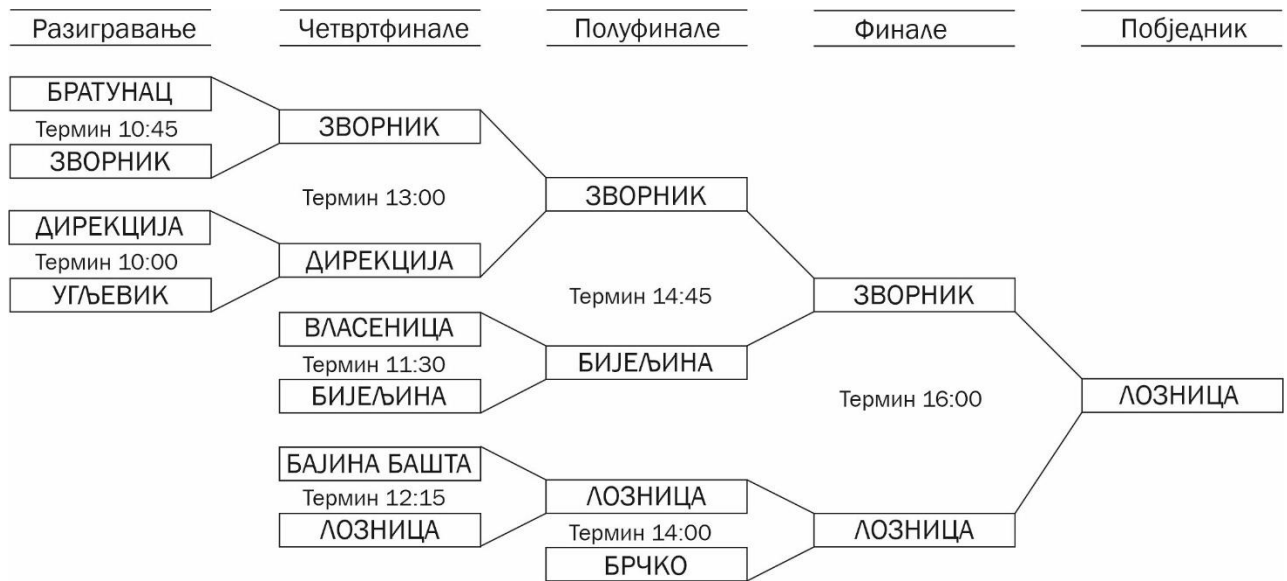 Разигравање
Четвртфинале
Полуфинале
Финале
Побједник
БРАТУНАЦ
Термин 10:45
ЗВОРНИК
ДИРЕКЦИЈА
Термин 10:00
УГЉЕВИК
ЗВОРНИК
Термин 13:00
ДИРЕКЦИЈА
ВЛАСЕНИЦА
Термин 11:30
БИЈЕЉИНА
БАЈИНА БАШТА
Термин 12:15
ЛОЗНИЦА
ЗВОРНИК
Термин 14:45
БИЈЕЉИНА
ЛОЗНИЦА
Термин 14:00
БРЧКО
ЗВОРНИК
Термин 16:00
ЛОЗНИЦА
ЛОЗНИЦА